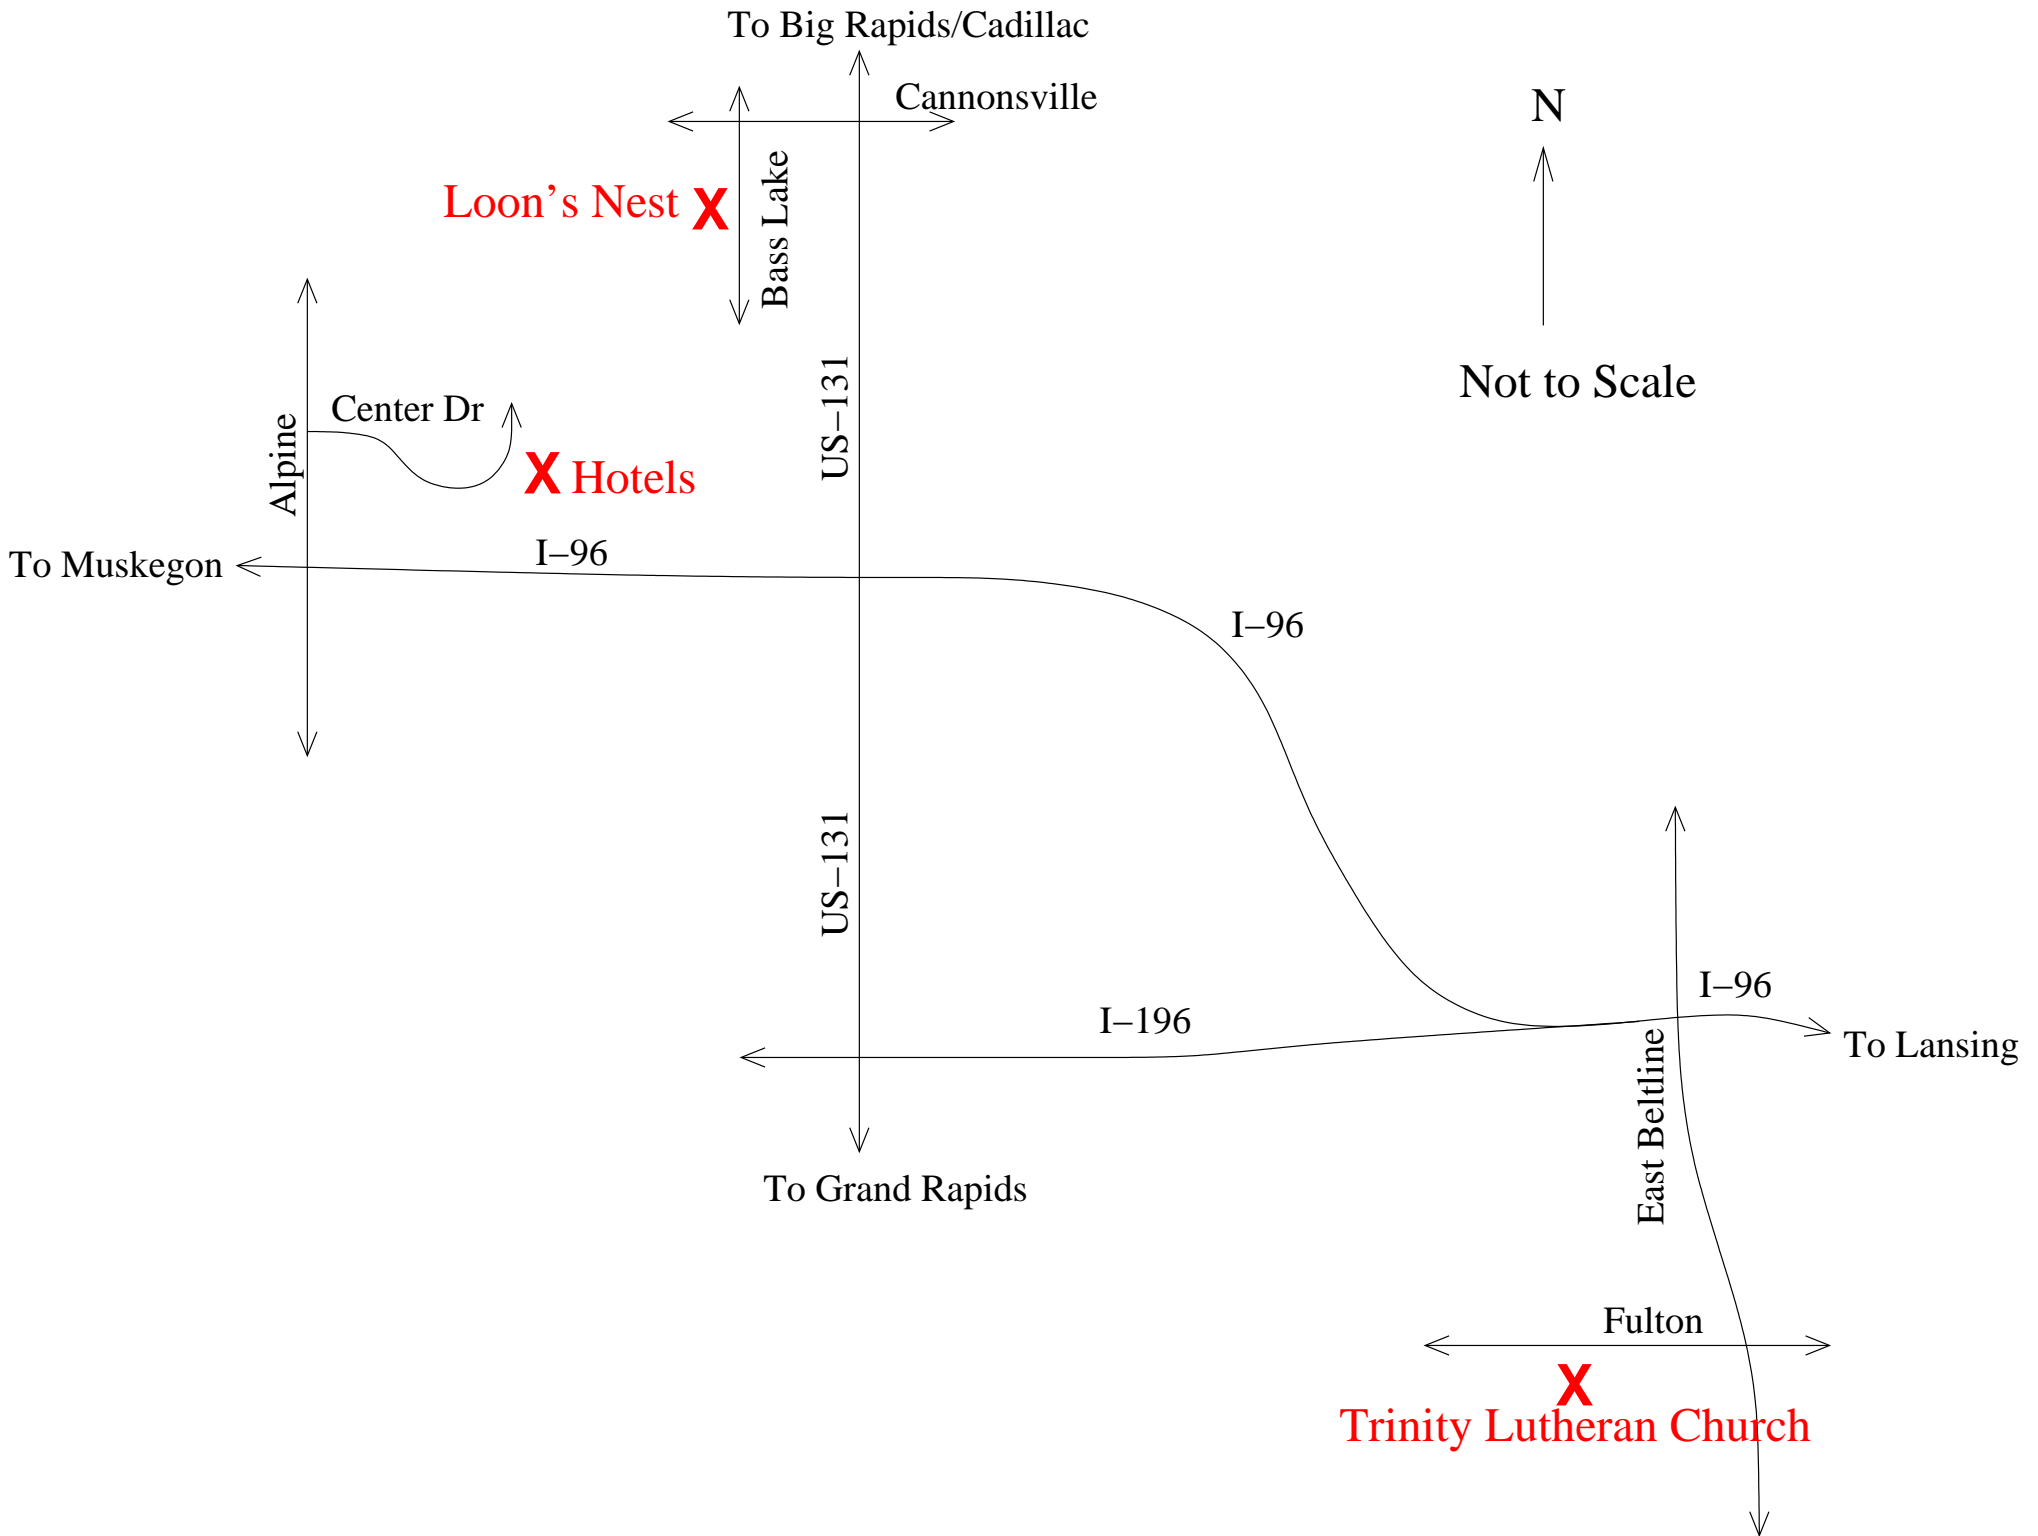 To Big Rapids/Cadillac
Cannonsville
N
Loon’s Nest X
Bass Lake
US–131
Not to Scale
Center Dr
Alpine
X Hotels
I–96
To Muskegon
I–96
US–131
I–96
I–196
To Lansing
East Beltline
To Grand Rapids
Fulton
X
Trinity Lutheran Church